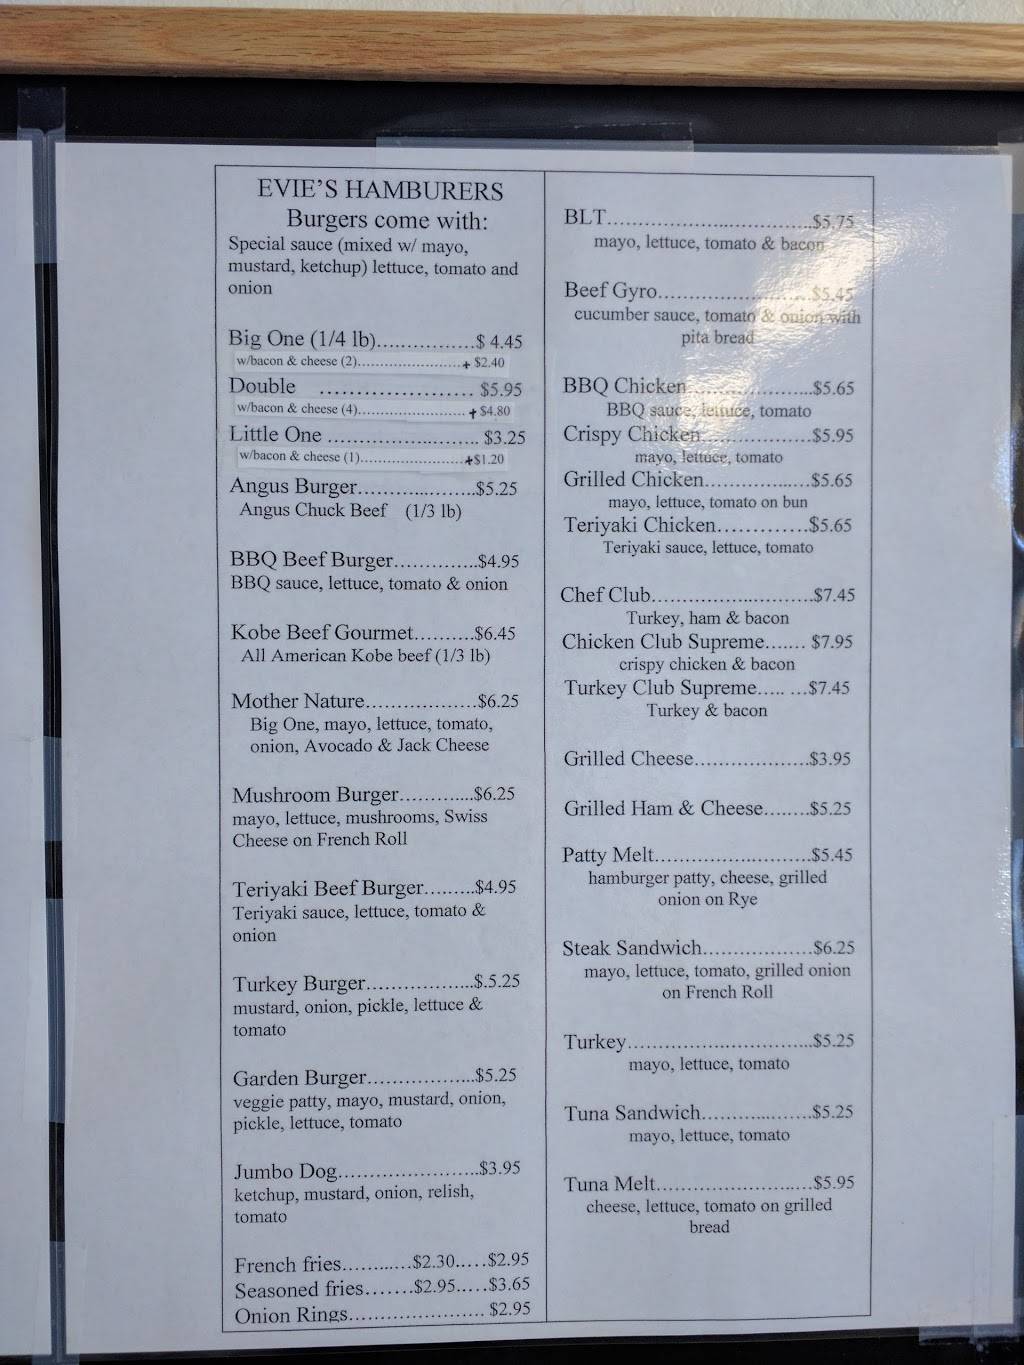 EVIE'S HAMBURERS
Burgers come with:
Special sauce (mixed w/ mayo,
mustard, ketchup) lettuce, tomato and
onion
Big One (1/4 lb)................$ 4.45
w/bacon & cheese (2)........................+ $2.40
Double ........................ $5.95
w/bacon & cheese (4)......................... + $4.80
Little One ........................ $3.25
w/bacon & cheese (1)........................+$1.20
Angus Burger.....................$5.25
Angus Chuck Beef (1/3 lb)
BBQ Beef Burger..............$4.95
BBQ sauce, lettuce, tomato & onion
Kobe Beef Gourmet..........$6.45
All American Kobe beef (1/3 lb)
Mother Nature...................$6.25
Big One, mayo, lettuce, tomato,
onion, Avocado & Jack Cheese
Mushroom Burger.............$6.25
mayo, lettuce, mushrooms, Swiss
Cheese on French Roll
Teriyaki Beef Burger.........$4.95
Teriyaki sauce, lettuce, tomato &
onion
Turkey Burger...................$.5.25
mustard, onion, pickle, lettuce &
tomato
Garden Burger...................$5.25
veggie patty, mayo, mustard, onion,
pickle, lettuce, tomato
Jumbo Dog.........................$3.95
ketchup, mustard, onion, relish,
tomato
French fries............$2.30.....$2.95
Seasoned fries.......$2.95.....$3.65
Onion Rings........................ $2.95
BLT....................................$5.75
mayo, lettuce, tomato & bacon
Beef Gyro..........................$5.45
cucumber sauce, tomato & onion with
pita bread
BBQ Chicken.....................$5.65
BBQ sauce, lettuce, tomato
Crispy Chicken...................$5.95
mayo, lettuce, tomato
Grilled Chicken..................$5.65
mayo, lettuce, tomato on bun
Teriyaki Chicken.............$5.65
Teriyaki sauce, lettuce, tomato
Chef Club............................$7.45
Turkey, ham & bacon
Chicken Club Supreme....... $7.95
crispy chicken & bacon
Turkey Club Supreme..... ...$7.45
Turkey & bacon
Grilled Cheese....................$3.95
Grilled Ham & Cheese........$5.25
Patty Melt...........................$5.45
hamburger patty, cheese, grilled
onion on Rye
Steak Sandwich...................$6.25
mayo, lettuce, tomato, grilled onion
on French Roll
Turkey................................$5.25
mayo, lettuce, tomato
Tuna Sandwich...................$5.25
mayo, lettuce, tomato
Tuna Melt...........................$5.95
cheese, lettuce, tomato on grilled
bread